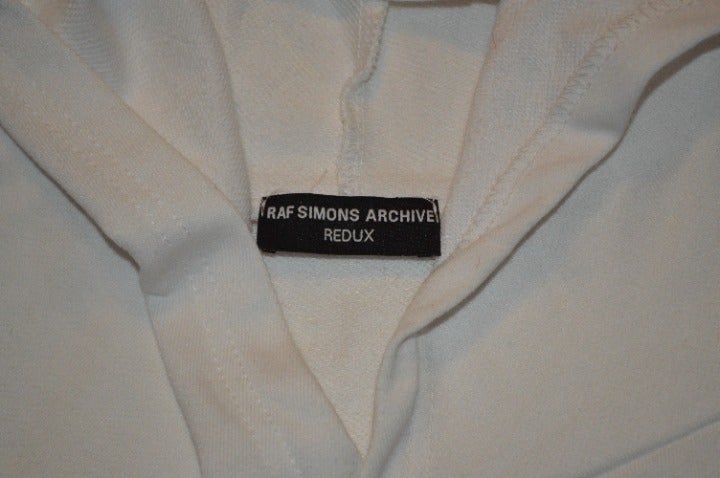 RAF SIMONS ARCHIVE
REDUX